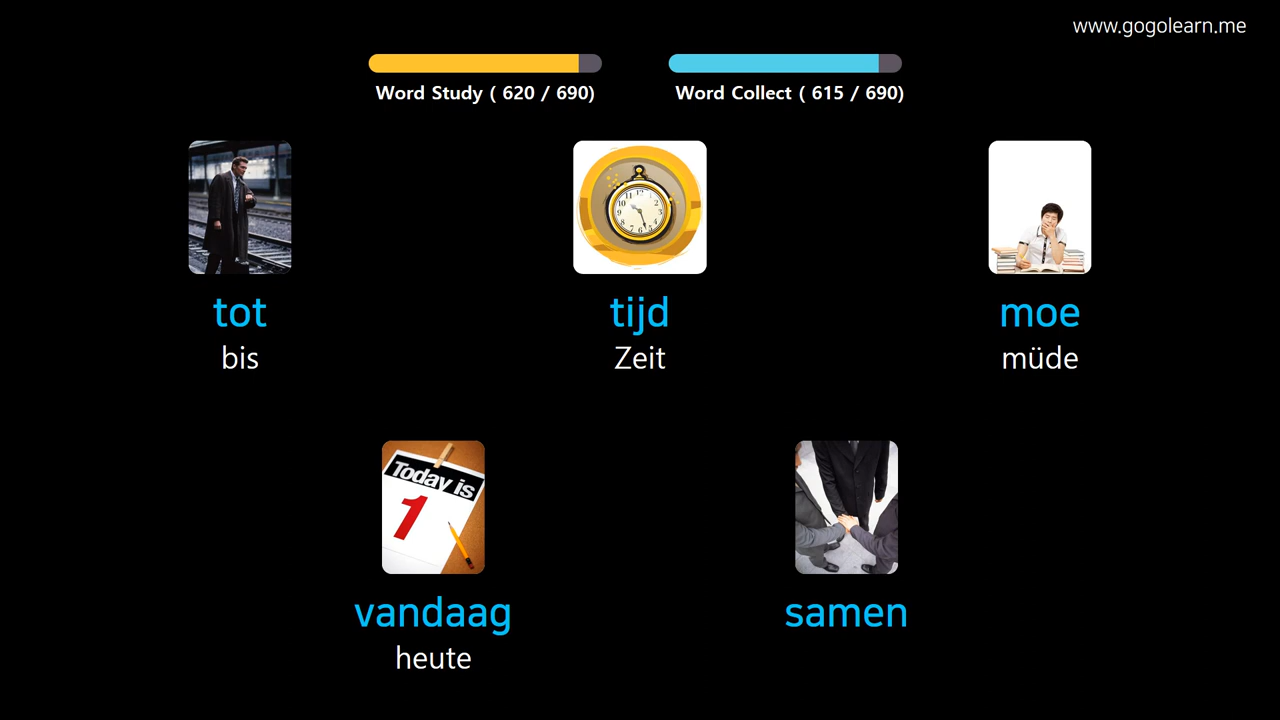 www.gogolearn.me
Word Study ( 620 / 690)
Word Collect ( 615 / 690)
tot
bis
tijd
Zeit
moe
müde
Today is
1
vandaag
heute
samen